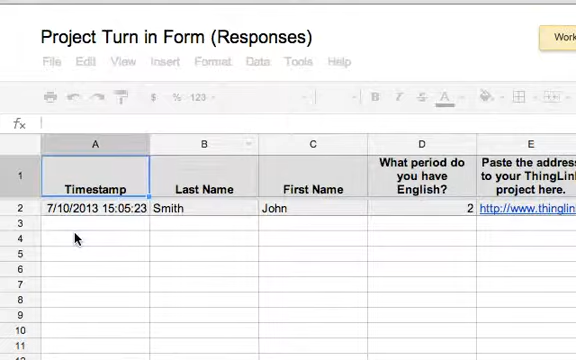 Project Turn in Form (Responses)
Work
File Edit View Insert Format Data Tools Help
$ % 123
B I S A
fx
A B C D E
1 Timestamp Last Name First Name What period do you have English? Paste the address to your ThingLink project here.
2 7/10/2013 15:05:23 Smith John 2 http://www.thinglin
3
4
5
6
7
8
9
10
11